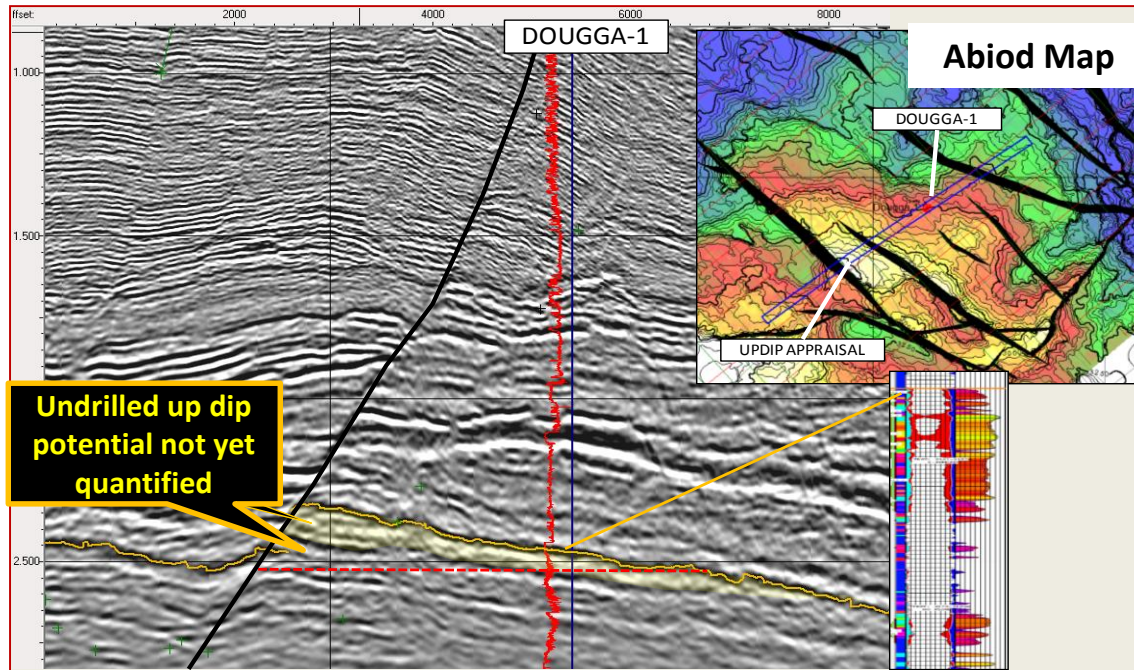 ffset:
2000
4000
6000
8000
DOUGGA-1
1.000
1.500
2.500
Undrilled up dip
potential not yet
quantified
Abiod Map
DOUGGA-1
UPDIP APPRAISAL